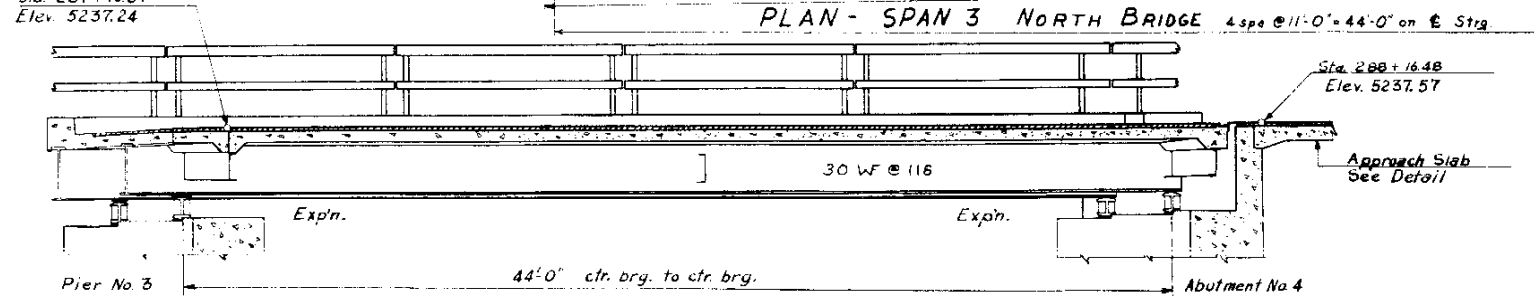 Elev. 5237.24
PLAN - SPAN 3 NORTH BRIDGE 4 spa @ 11'-0" = 44'-0" on ℄ Strg.
Sta. 288 + 16.48
Elev. 5237.57
30 WF @ 116
Approach Slab
See Detail
Exp'n.
Exp'n.
Pier No. 3
44'-0" ctr. brg. to ctr. brg.
Abutment No. 4